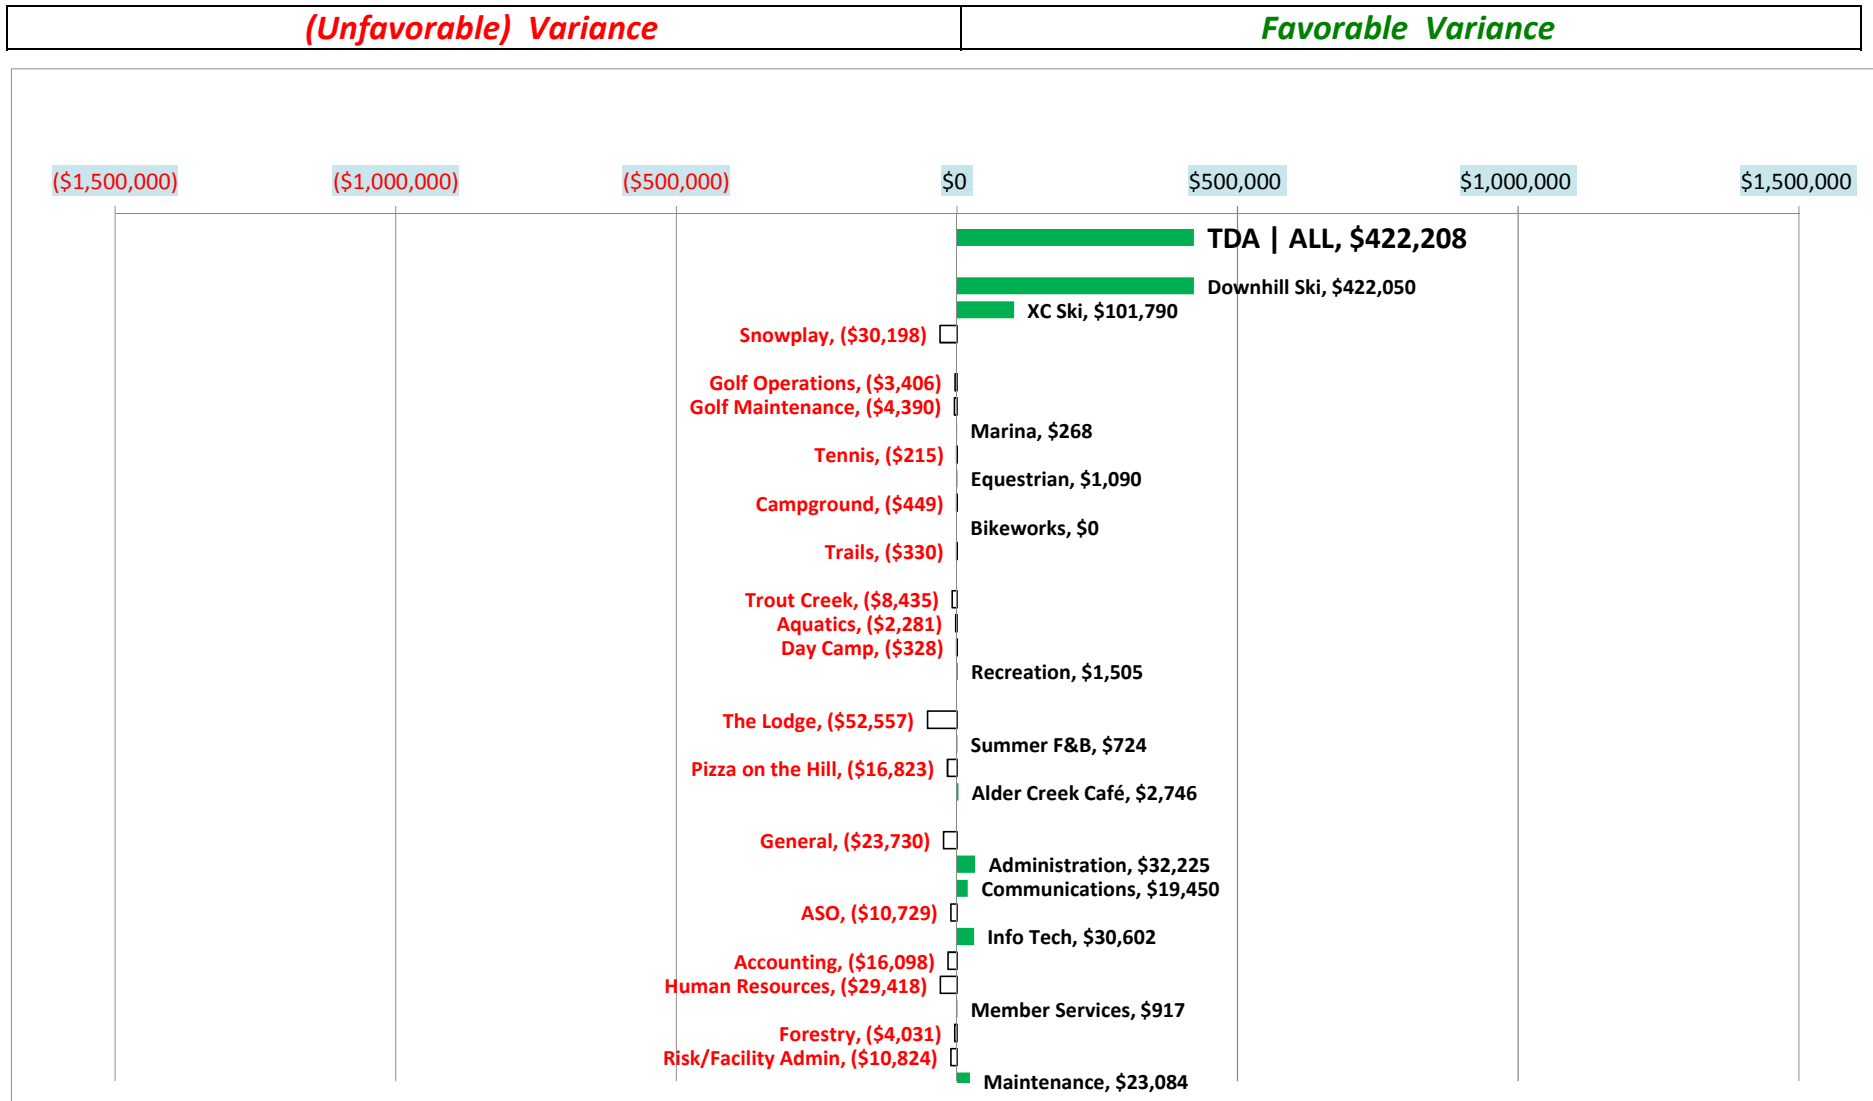 (Unfavorable) Variance
Favorable Variance
($1,500,000) ($1,000,000) ($500,000) $0 $500,000 $1,000,000 $1,500,000
TDA | ALL, $422,208
Downhill Ski, $422,050
XC Ski, $101,790
Snowplay, ($30,198)
Golf Operations, ($3,406)
Golf Maintenance, ($4,390)
Marina, $268
Tennis, ($215)
Equestrian, $1,090
Campground, ($449)
Bikeworks, $0
Trails, ($330)
Trout Creek, ($8,435)
Aquatics, ($2,281)
Day Camp, ($328)
Recreation, $1,505
The Lodge, ($52,557)
Summer F&B, $724
Pizza on the Hill, ($16,823)
Alder Creek Café, $2,746
General, ($23,730)
Administration, $32,225
Communications, $19,450
ASO, ($10,729)
Info Tech, $30,602
Accounting, ($16,098)
Human Resources, ($29,418)
Member Services, $917
Forestry, ($4,031)
Risk/Facility Admin, ($10,824)
Maintenance, $23,084